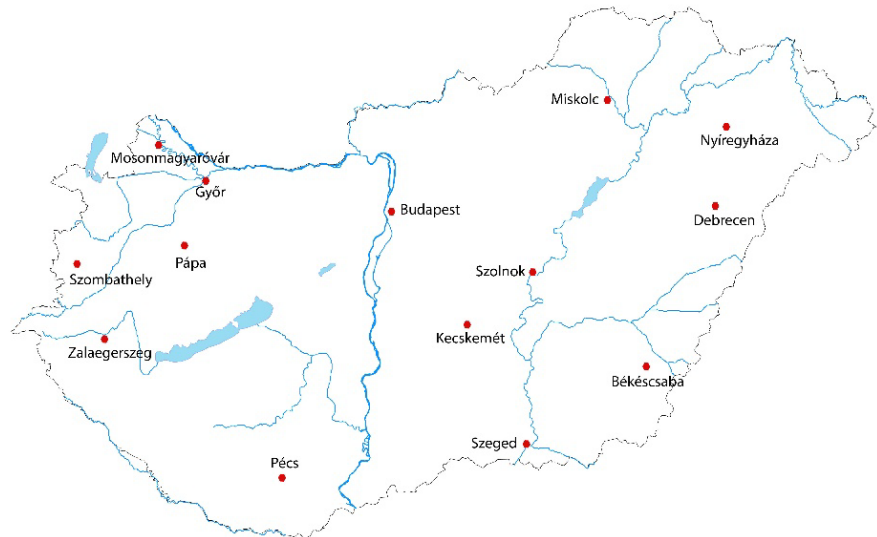 Miskolc
Nyíregyháza
Mosonmagyaróvár
Győr
Budapest
Debrecen
Pápa
Szolnok
Szombathely
Kecskemét
Zalaegerszeg
Békéscsaba
Szeged
Pécs